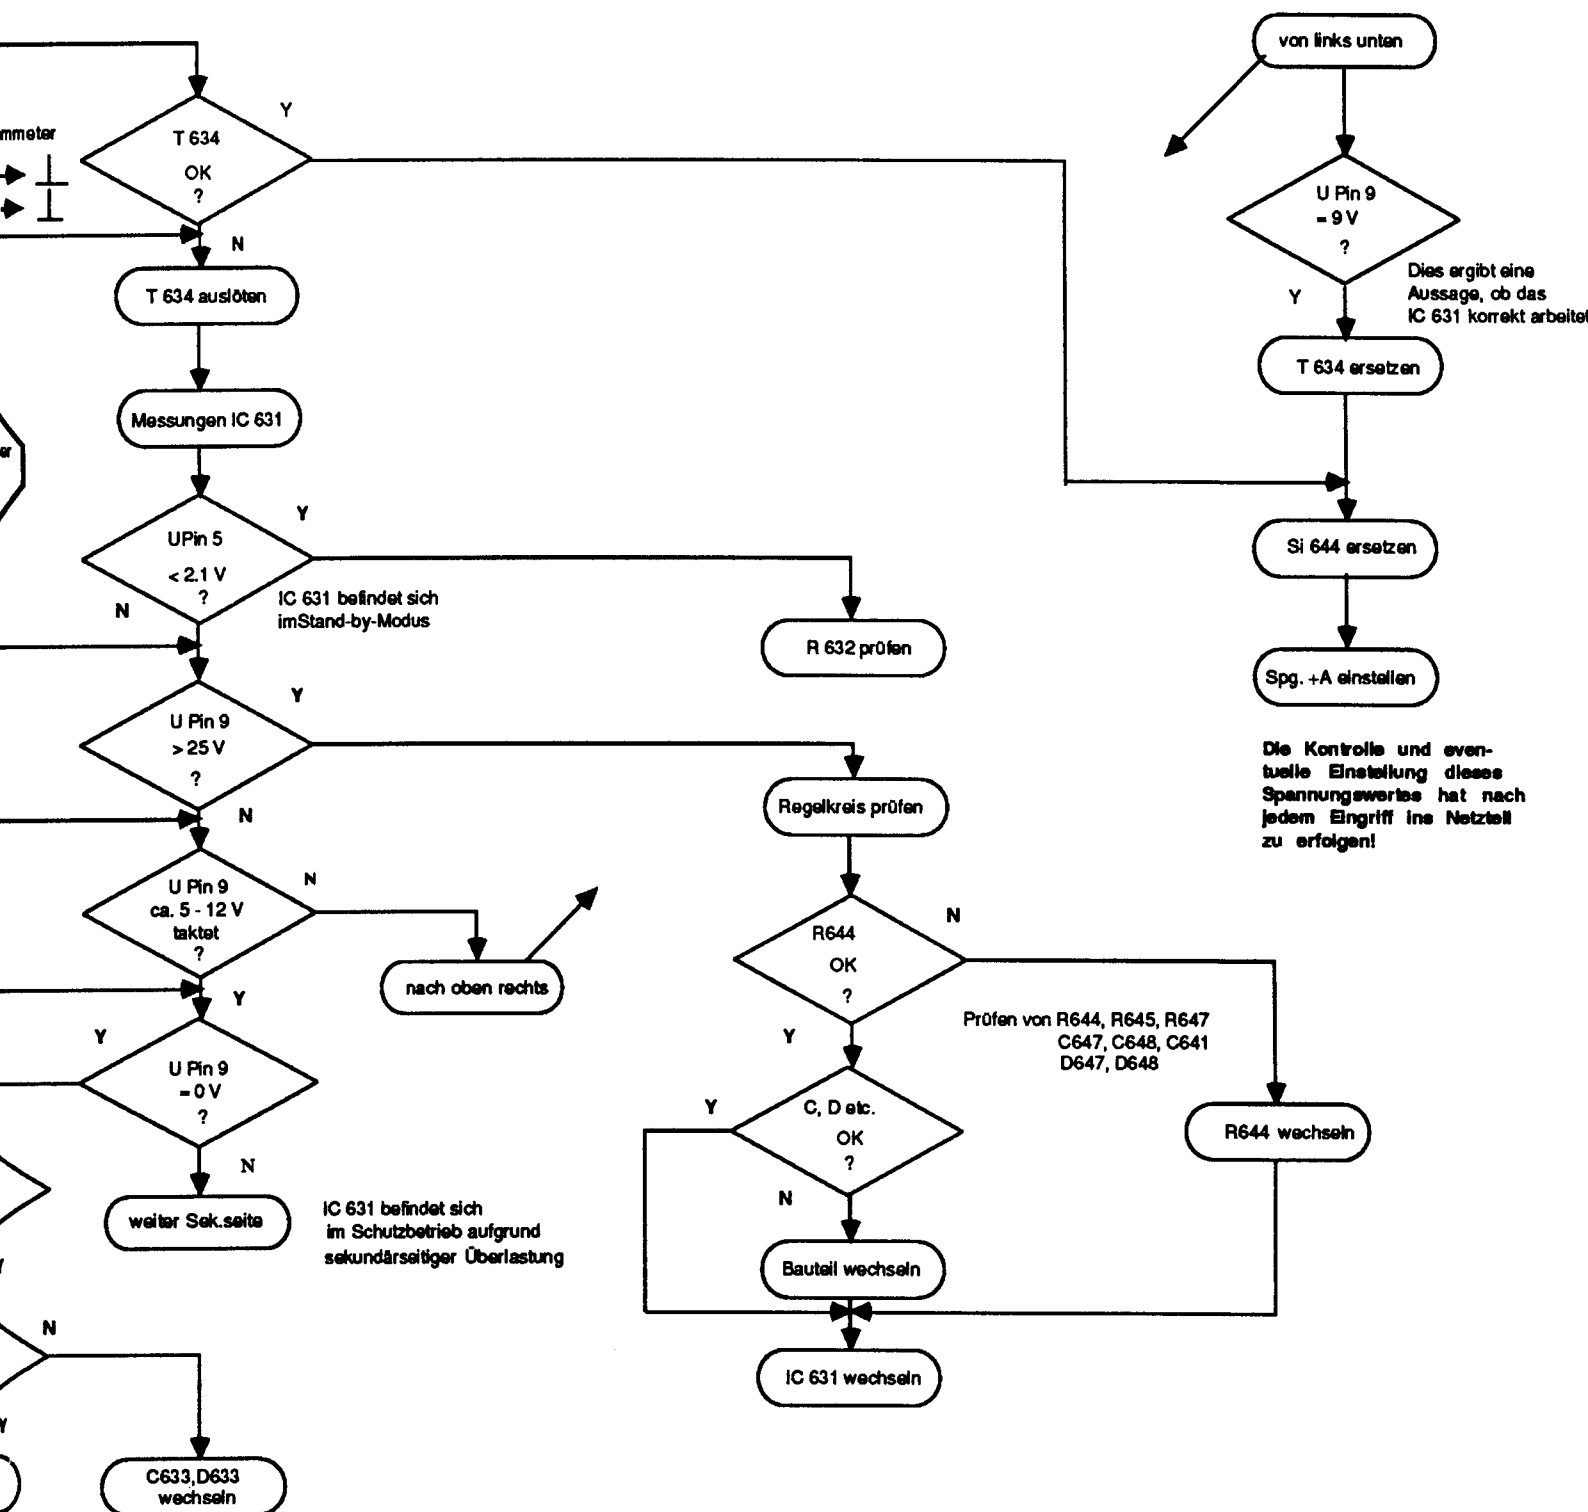 mmeter
Y
T 634
OK
?
N
T 634 auslöten
Messungen IC 631
er
UPin 5
< 2.1 V
?
Y
N
IC 631 befindet sich
imStand-by-Modus
R 632 prüfen
U Pin 9
> 25 V
?
Y
N
Regelkreis prüfen
U Pin 9
ca. 5 - 12 V
taktet
?
N
Y
nach oben rechts
U Pin 9
= 0 V
?
Y
N
weiter Sek.seite
IC 631 befindet sich
im Schutzbetrieb aufgrund
sekundärseitiger Überlastung
Y
N
Y
C633,D633
wechseln
R644
OK
?
N
Y
Prüfen von R644, R645, R647
C647, C648, C641
D647, D648
C, D etc.
OK
?
Y
N
R644 wechseln
Bauteil wechseln
IC 631 wechseln
von links unten
U Pin 9
= 9 V
?
Y
Dies ergibt eine
Aussage, ob das
IC 631 korrekt arbeitet
T 634 ersetzen
Si 644 ersetzen
Spg. +A einstellen
Die Kontrolle und even-
tuelle Einstellung dieses
Spannungswertes hat nach
jedem Eingriff ins Netzteil
zu erfolgen!